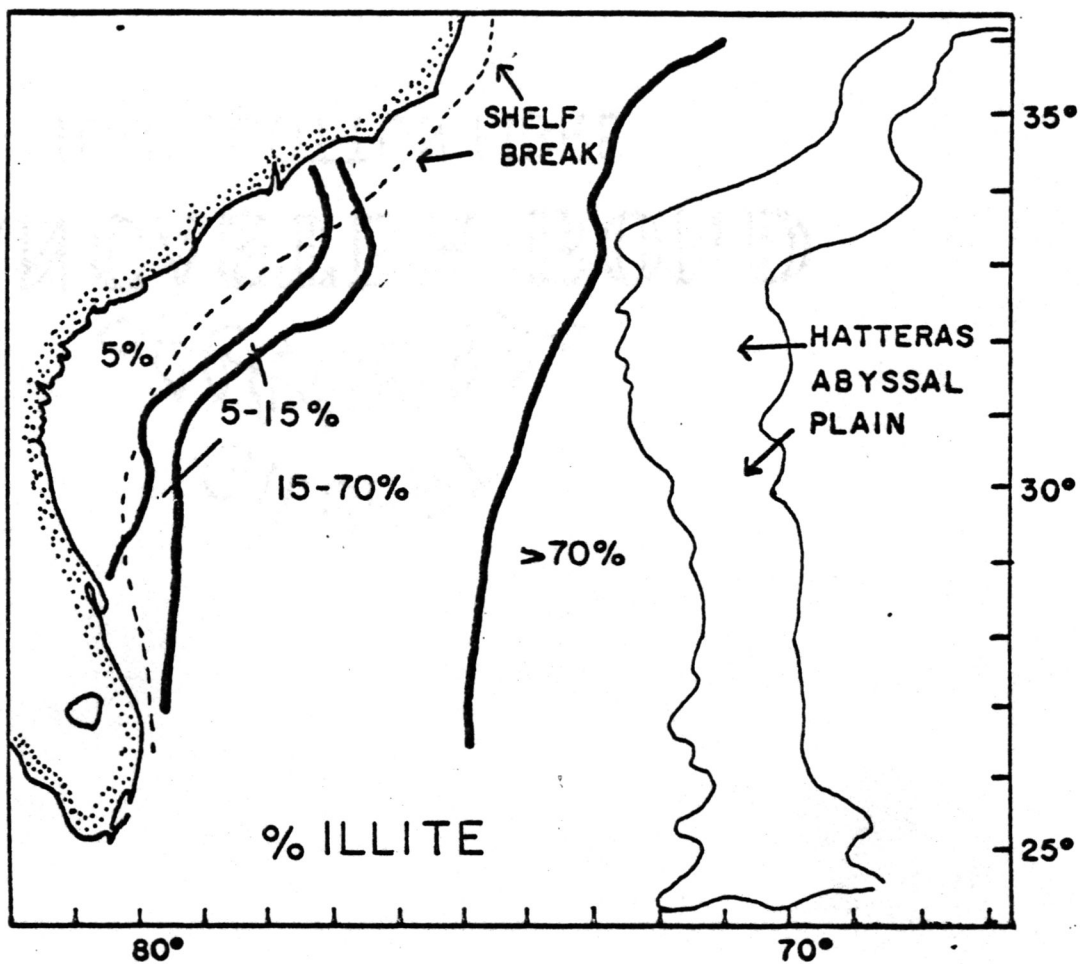 SHELF
BREAK
35°
5%
HATTERAS
ABYSSAL
PLAIN
5-15%
15-70%
30°
>70%
% ILLITE
25°
80°
70°